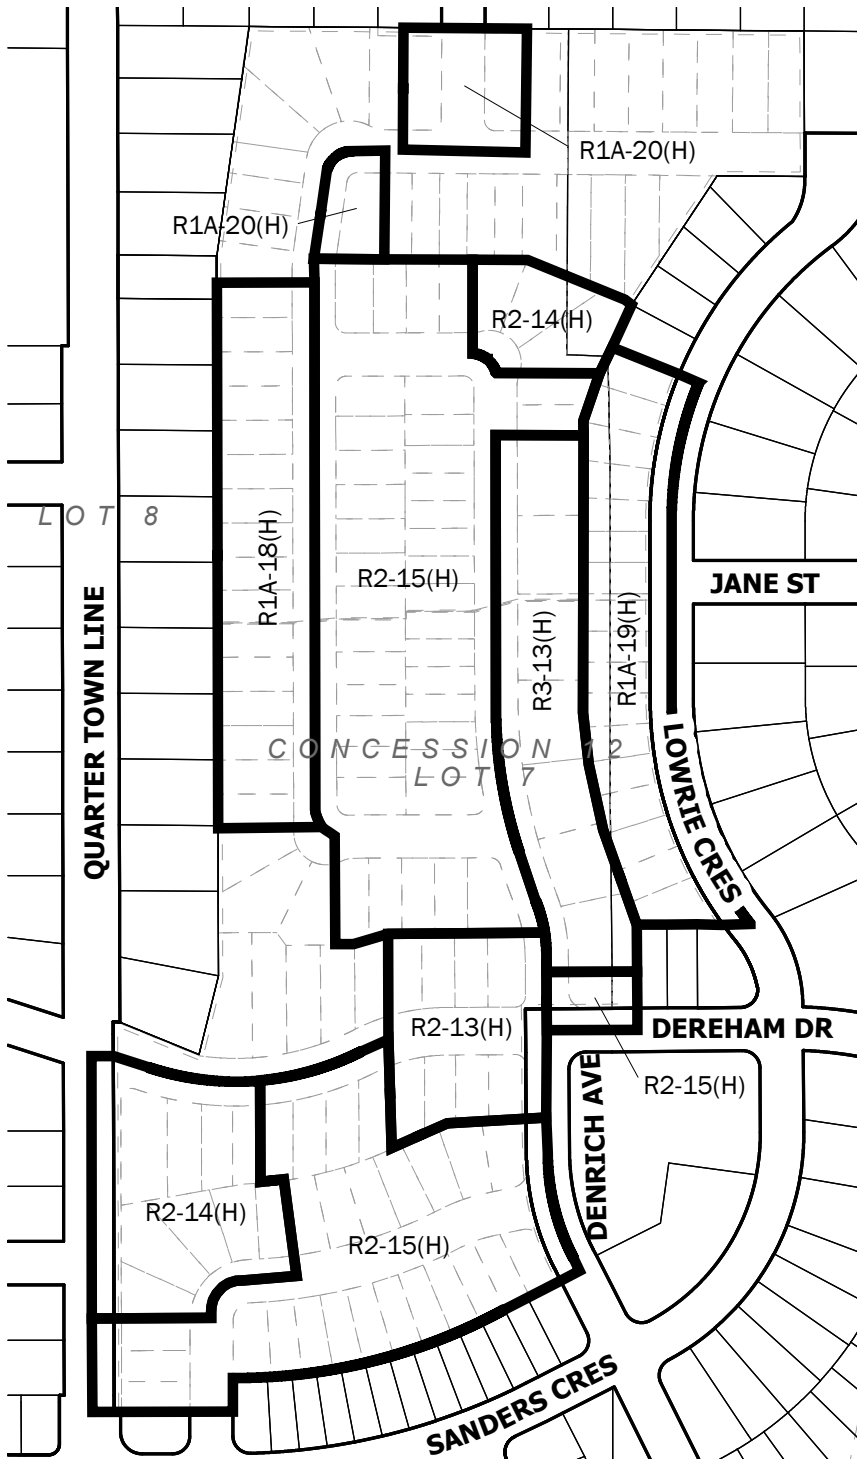 R1A-20(H)
R1A-20(H)
R2-14(H)
LOT 8
R1A-18(H)
R2-15(H)
JANE ST
QUARTER TOWN LINE
R3-13(H)
R1A-19(H)
CONCESSION 12
LOT 7
LOWRIE CRES
R2-13(H)
DEREHAM DR
R2-15(H)
DENRICH AVE
R2-14(H)
R2-15(H)
SANDERS CRES